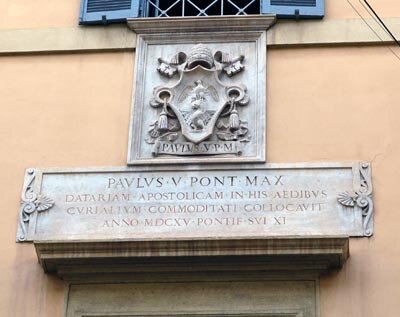 PAVLVS · V · P · M
PAVLVS · V · PONT · MAX
DATARIAM · APOSTOLICAM · IN · HIS · AEDIBVS
CVRIALIVM · COMMODITATI · COLLOCAVIT
ANNO · MDCXV · PONTIF · SVI · XI